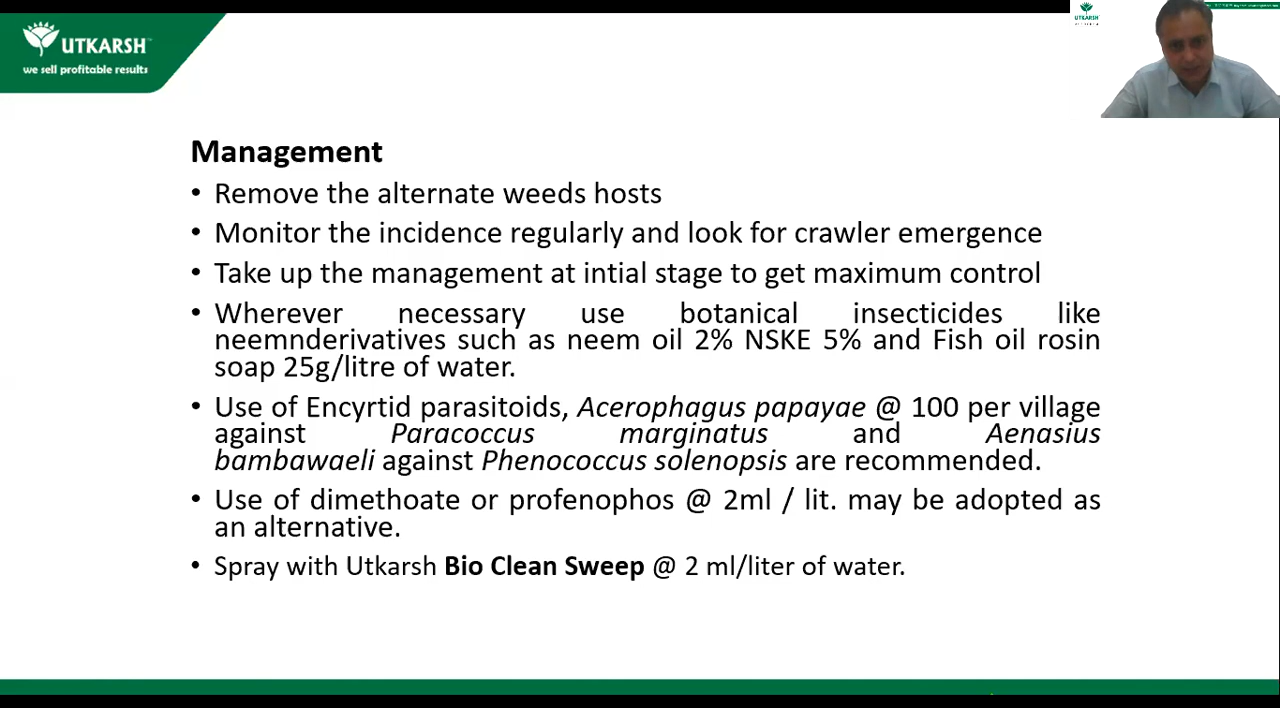 UTKARSH
we sell profitable results
UTKARSH
Management
• Remove the alternate weeds hosts
• Monitor the incidence regularly and look for crawler emergence
• Take up the management at intial stage to get maximum control
• Wherever necessary use botanical insecticides like
neemnderivatives such as neem oil 2% NSKE 5% and Fish oil rosin
soap 25g/litre of water.
• Use of Encyrtid parasitoids, Acerophagus papayae @ 100 per village
against Paracoccus marginatus and Aenasius
bambawaeli against Phenococcus solenopsis are recommended.
• Use of dimethoate or profenophos @ 2ml / lit. may be adopted as
an alternative.
• Spray with Utkarsh Bio Clean Sweep @ 2 ml/liter of water.